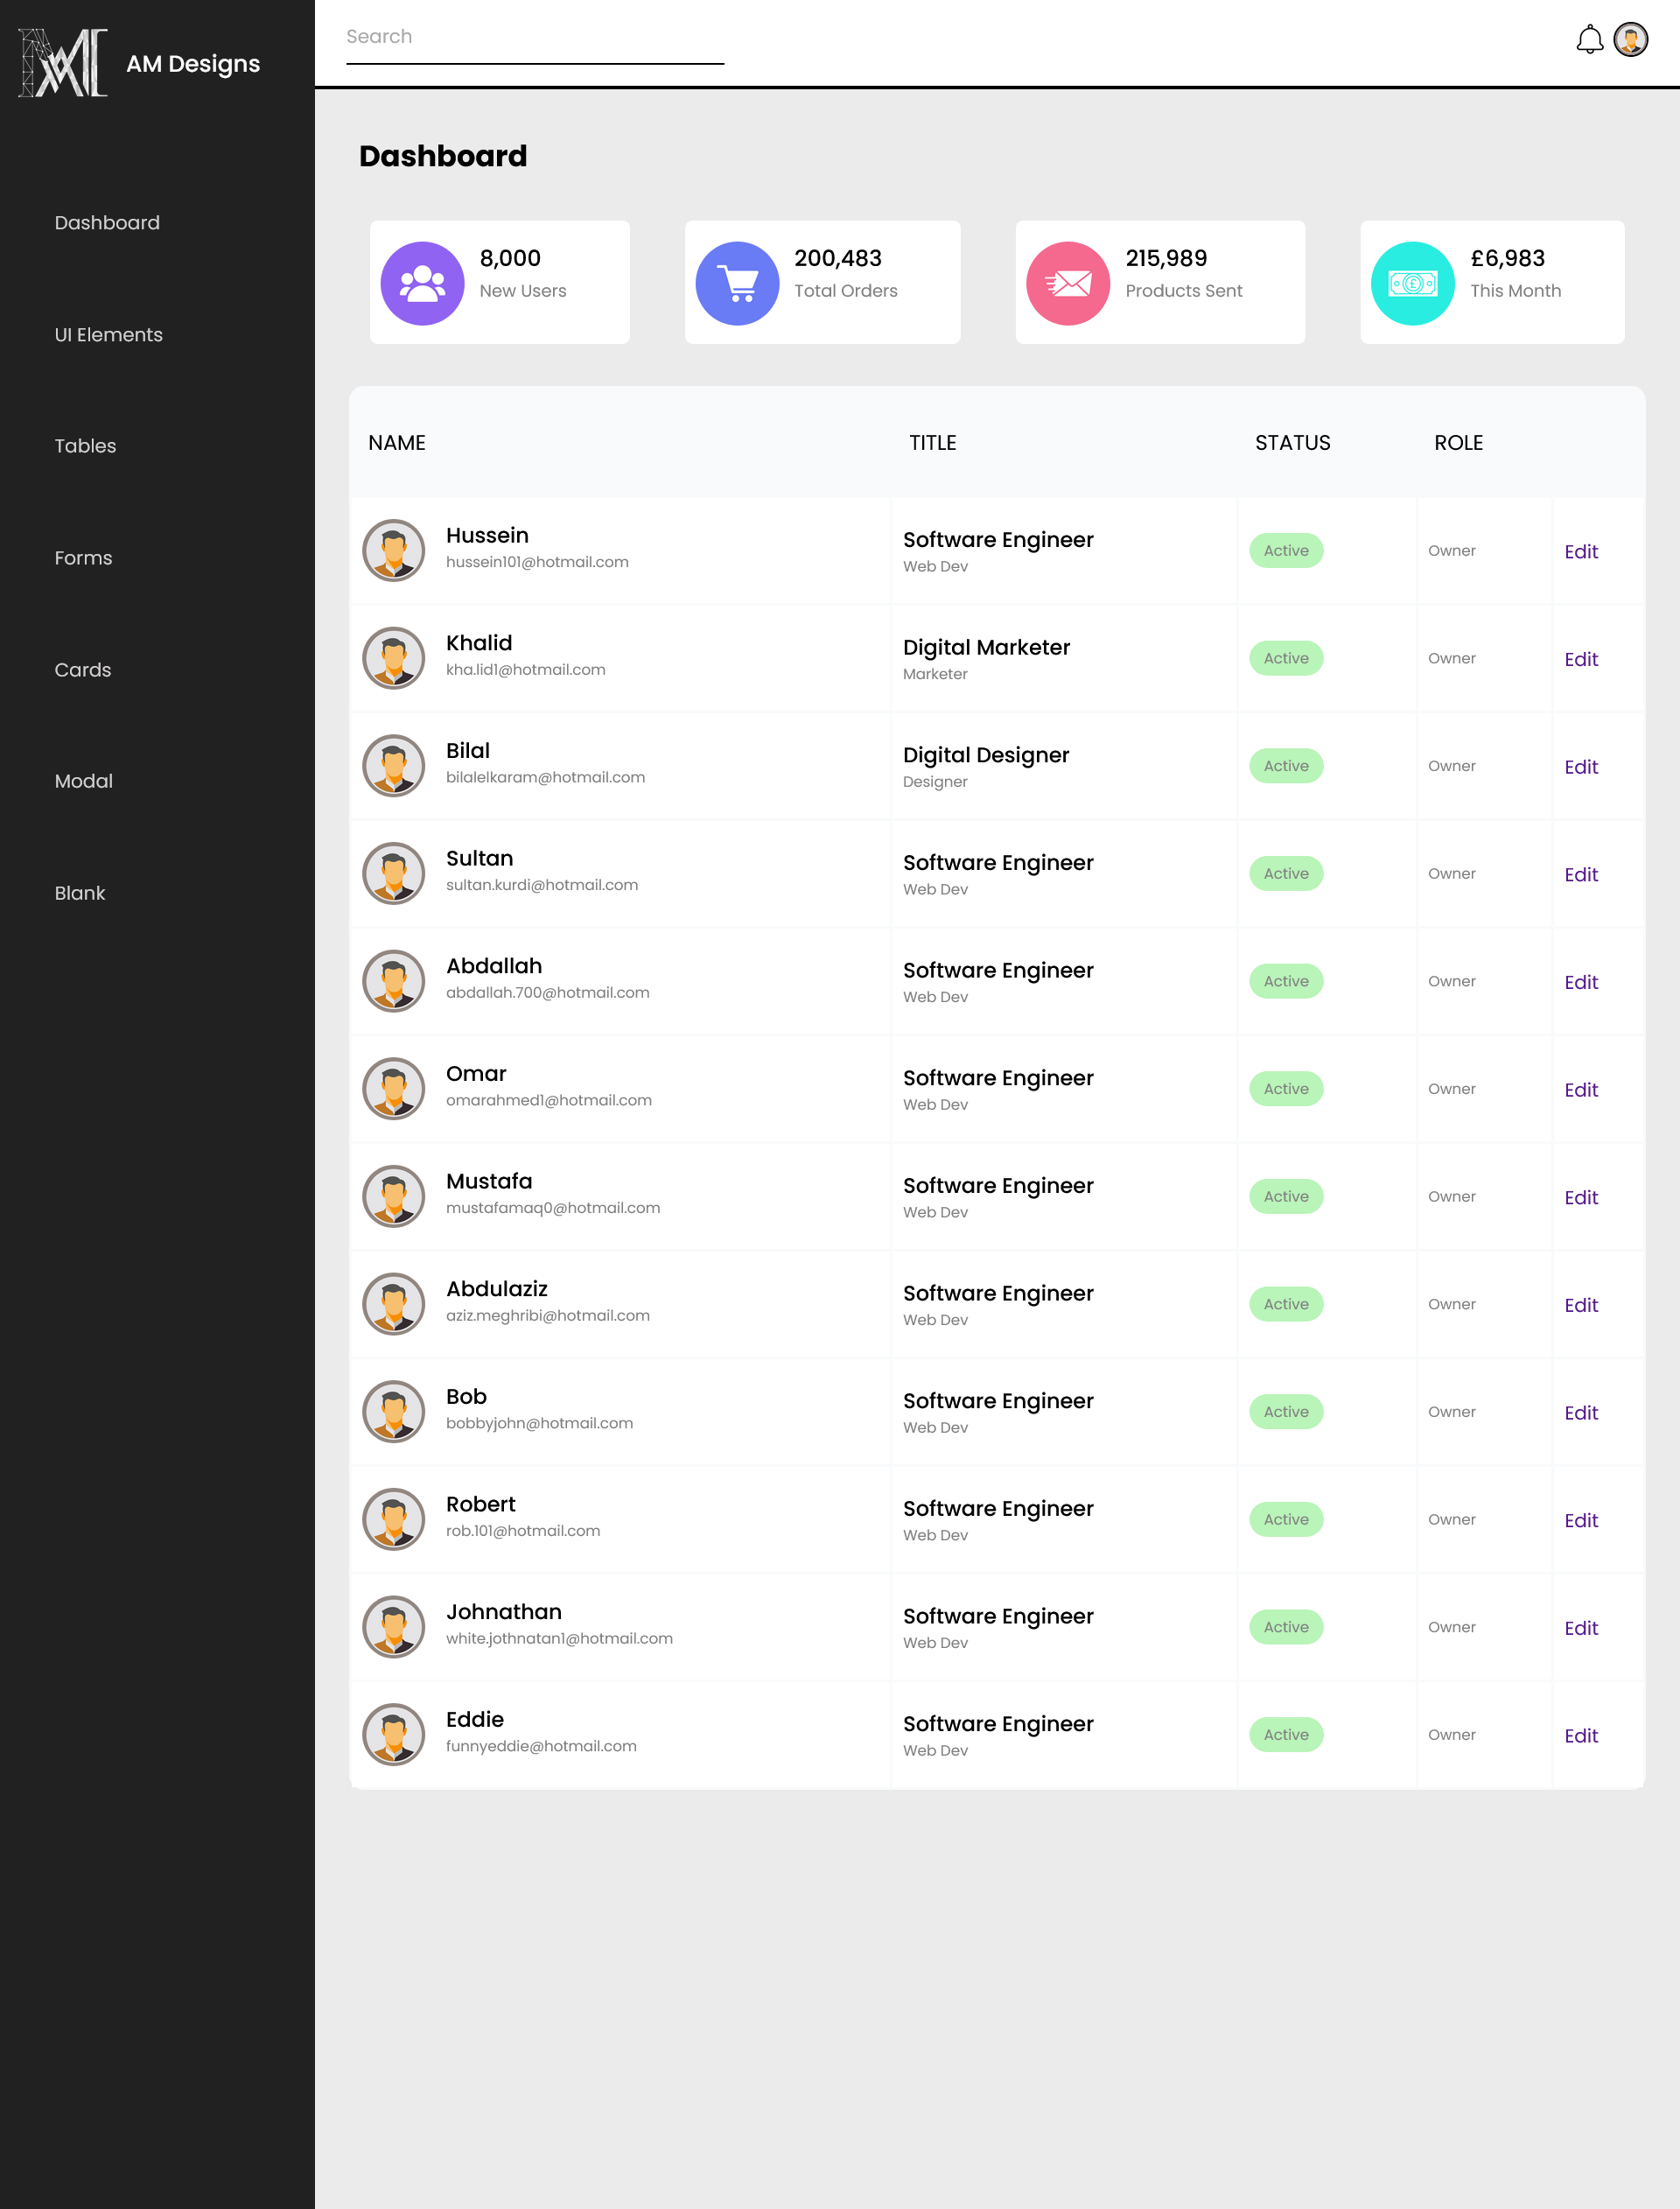 AM Designs
Search
Dashboard
UI Elements
Tables
Forms
Cards
Modal
Blank
Dashboard
8,000
New Users
200,483
Total Orders
215,989
Products Sent
£6,983
This Month
NAME TITLE STATUS ROLE
Hussein
hussein101@hotmail.com
Software Engineer
Web Dev
Active
Owner
Edit
Khalid
kha.lid1@hotmail.com
Digital Marketer
Marketer
Active
Owner
Edit
Bilal
bilalelkaram@hotmail.com
Digital Designer
Designer
Active
Owner
Edit
Sultan
sultan.kurdi@hotmail.com
Software Engineer
Web Dev
Active
Owner
Edit
Abdallah
abdallah.700@hotmail.com
Software Engineer
Web Dev
Active
Owner
Edit
Omar
omarahmed1@hotmail.com
Software Engineer
Web Dev
Active
Owner
Edit
Mustafa
mustafamaq0@hotmail.com
Software Engineer
Web Dev
Active
Owner
Edit
Abdulaziz
aziz.meghribi@hotmail.com
Software Engineer
Web Dev
Active
Owner
Edit
Bob
bobbyjohn@hotmail.com
Software Engineer
Web Dev
Active
Owner
Edit
Robert
rob.101@hotmail.com
Software Engineer
Web Dev
Active
Owner
Edit
Johnathan
white.jothnatan1@hotmail.com
Software Engineer
Web Dev
Active
Owner
Edit
Eddie
funnyeddie@hotmail.com
Software Engineer
Web Dev
Active
Owner
Edit